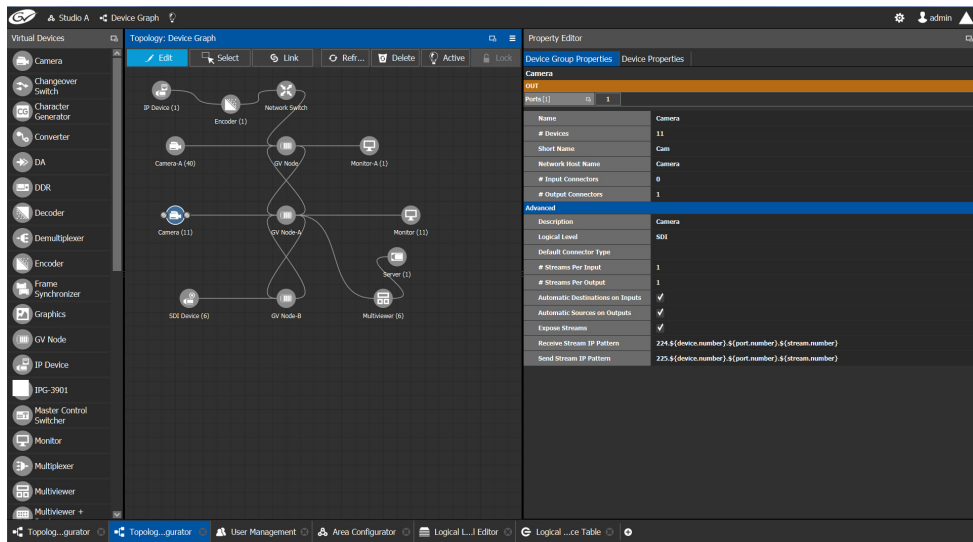 GV Studio A Device Graph admin
Virtual Devices
Camera
Changeover
Switch
CG
Character
Generator
Converter
DA
DDR
Decoder
Demultiplexer
Encoder
Frame
Synchronizer
Graphics
GV Node
IP Device
IPG-3901
Master Control
Switcher
Monitor
Multiplexer
Multiviewer
Multiviewer +
Topology: Device Graph
Edit Select Link Refr... Delete Active Lock
IP Device (1)
Encoder (1)
Network Switch
Camera-A (40)
GV Node
Monitor-A (1)
Camera (11)
GV Node-A
Monitor (11)
Server (1)
SDI Device (6)
GV Node-B
Multiviewer (6)
Property Editor
Device Group Properties Device Properties
Camera
OUT
Ports [1] 1
Name Camera
# Devices 11
Short Name Cam
Network Host Name Camera
# Input Connectors 0
# Output Connectors 1
Advanced
Description Camera
Logical Level SDI
Default Connector Type
# Streams Per Input 1
# Streams Per Output 1
Automatic Destinations on Inputs ✓
Automatic Sources on Outputs ✓
Expose Streams ✓
Receive Stream IP Pattern 224.${device.number}.${port.number}.${stream.number}
Send Stream IP Pattern 225.${device.number}.${port.number}.${stream.number}
Topolog...gurator Topolog...gurator User Management Area Configurator Logical L...l Editor Logical ...ce Table